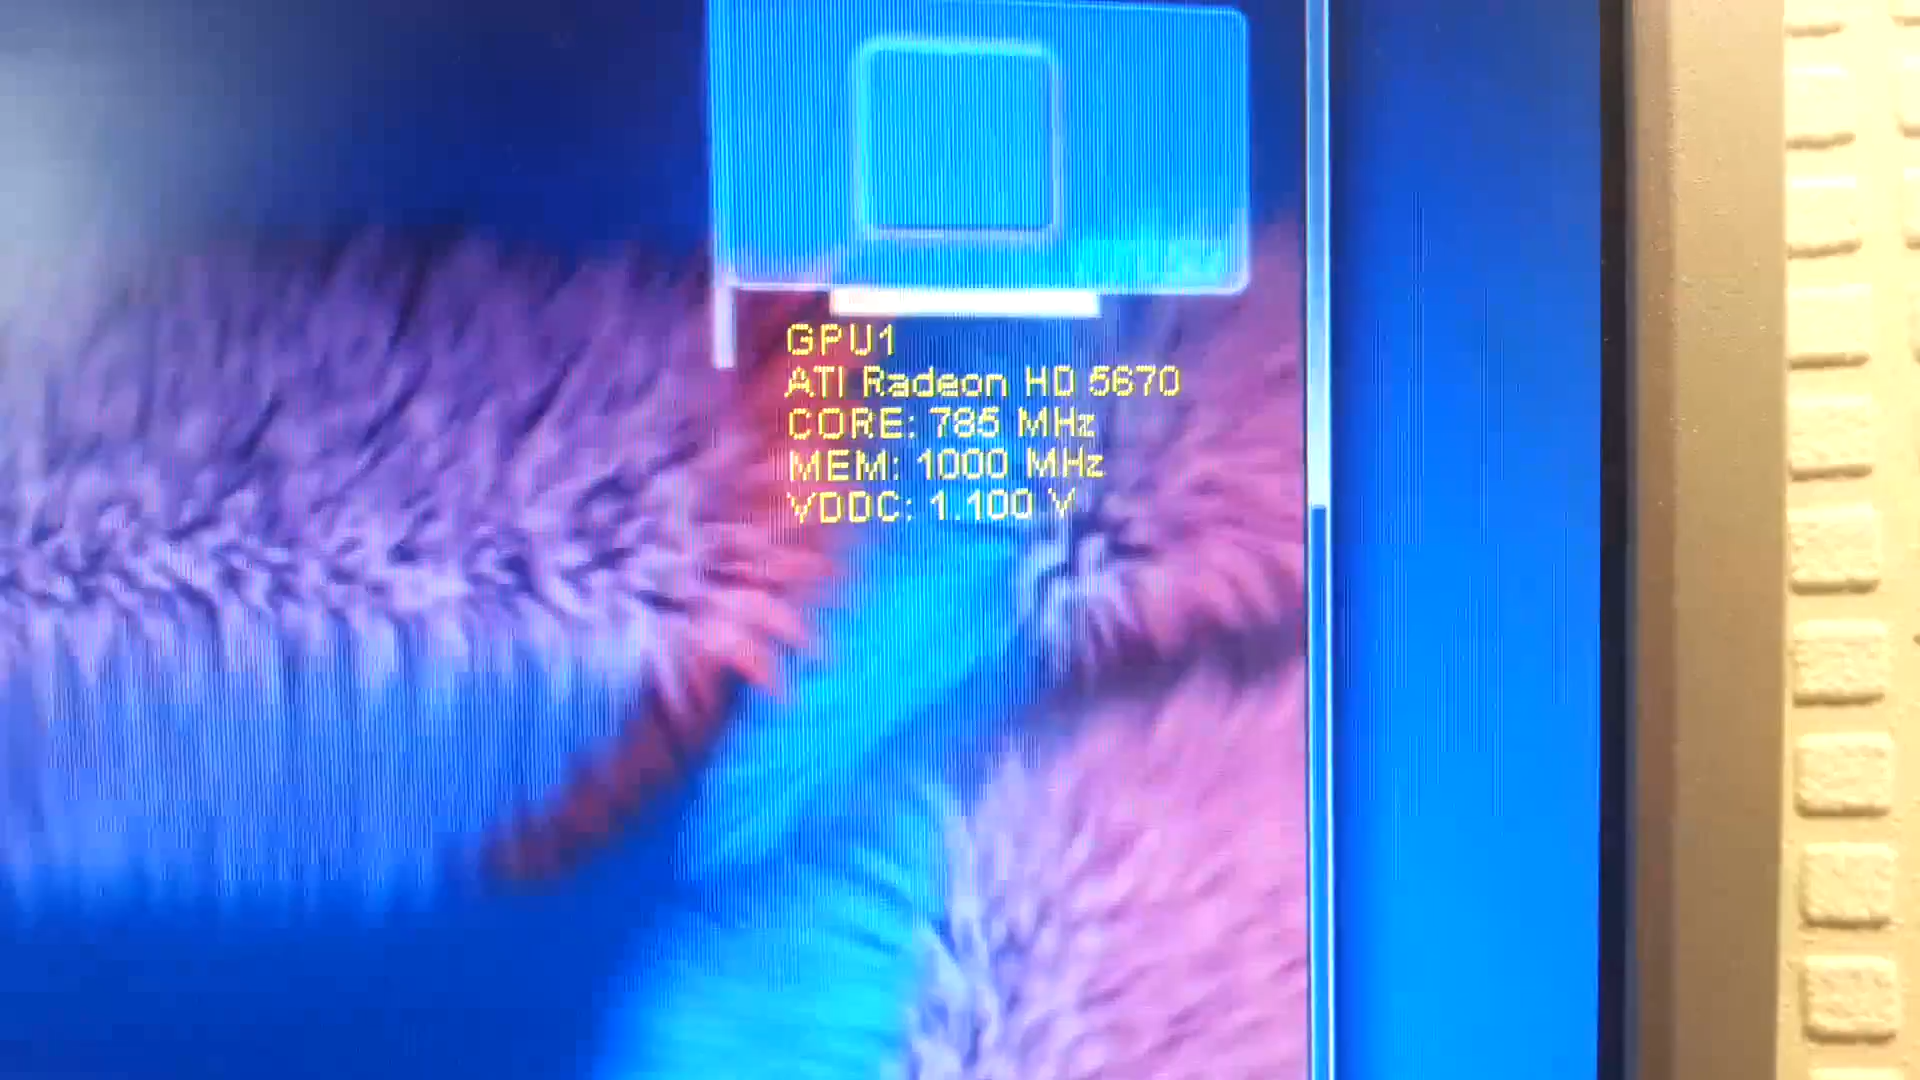 GPU1
ATI Radeon HD 5670
CORE: 785 MHz
MEM: 1000 MHz
VDDC: 1.100 V